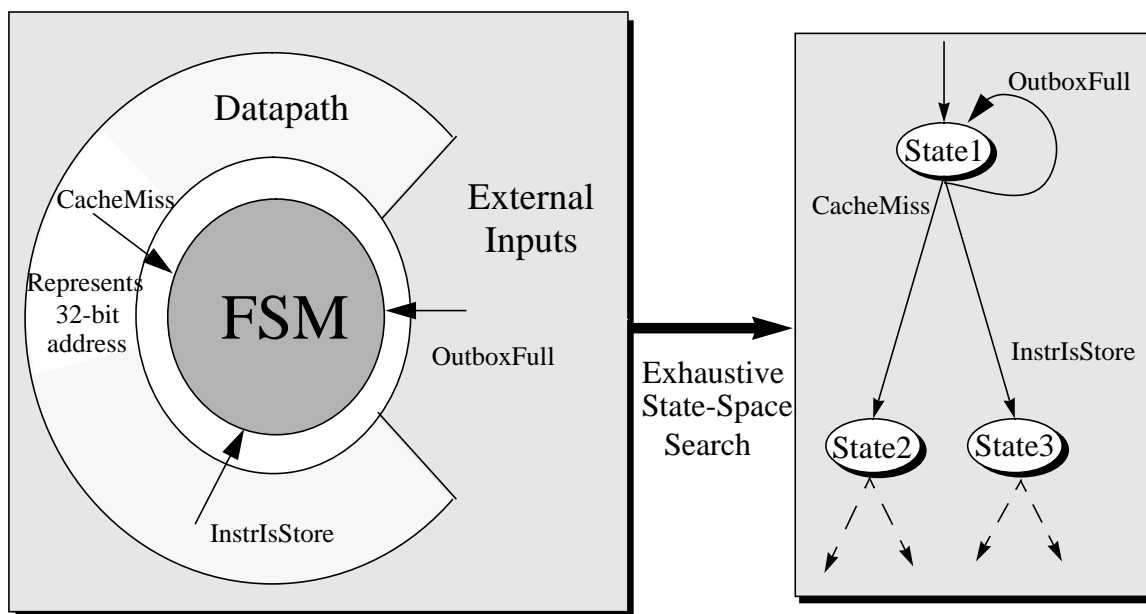 Datapath
CacheMiss
External
Inputs
Represents
32-bit
address
FSM
OutboxFull
InstrIsStore
Exhaustive
State-Space
Search
OutboxFull
State1
CacheMiss
InstrIsStore
State2
State3